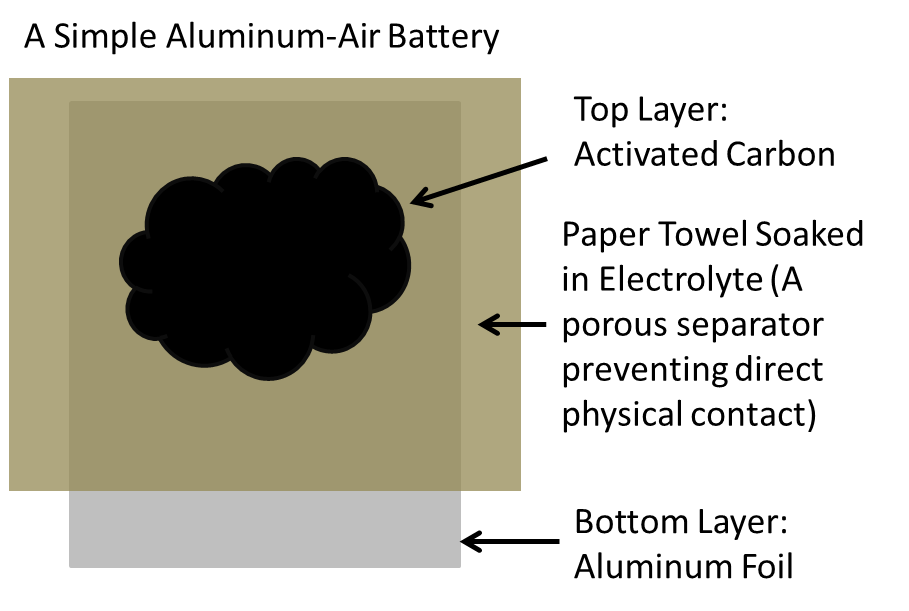 A Simple Aluminum-Air Battery
Top Layer:
Activated Carbon
Paper Towel Soaked
in Electrolyte (A
porous separator
preventing direct
physical contact)
Bottom Layer:
Aluminum Foil